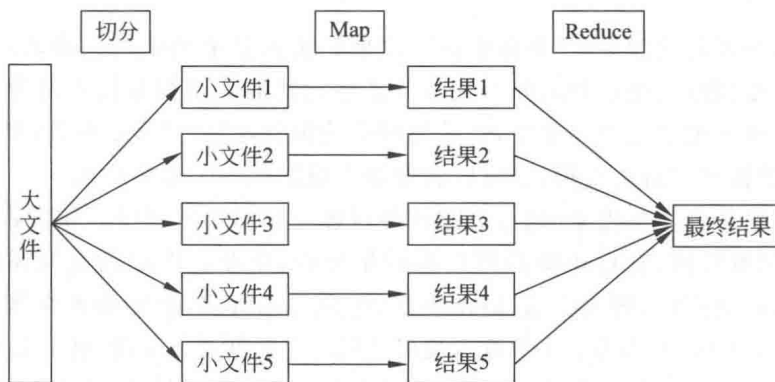 切分 Map Reduce
小文件1 结果1
小文件2 结果2
大文件 小文件3 结果3 最终结果
小文件4 结果4
小文件5 结果5